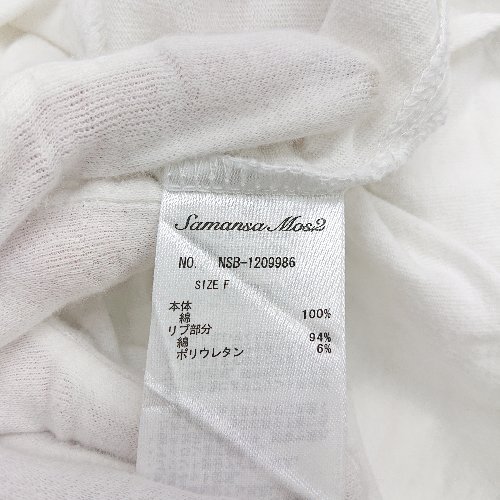 Samansa Mos2
NO. NSB-1209986
SIZE F
本体
綿 100%
リブ部分
綿 94%
ポリウレタン 6%